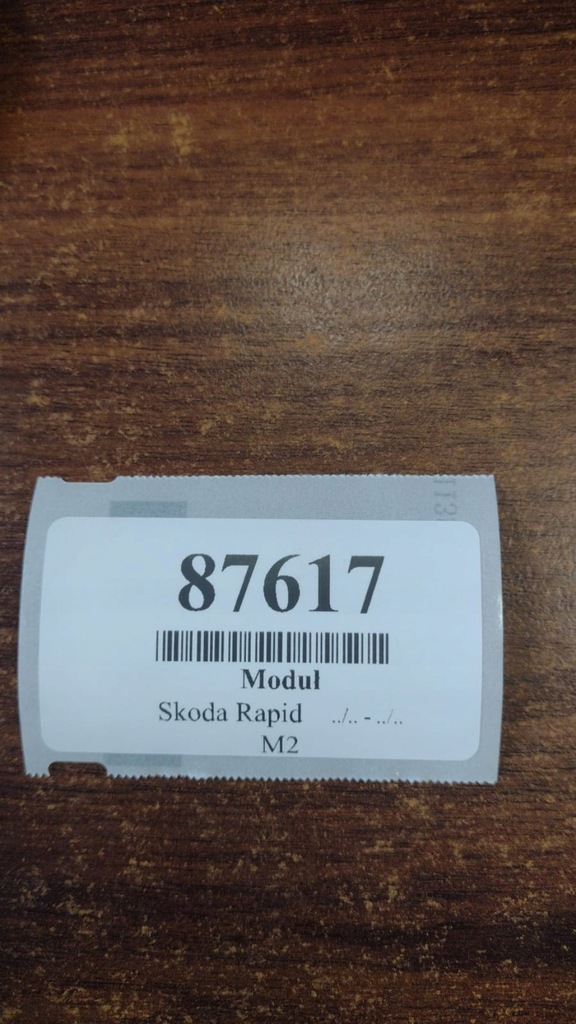 87617
Moduł
Skoda Rapid ../.. - ../..
M2